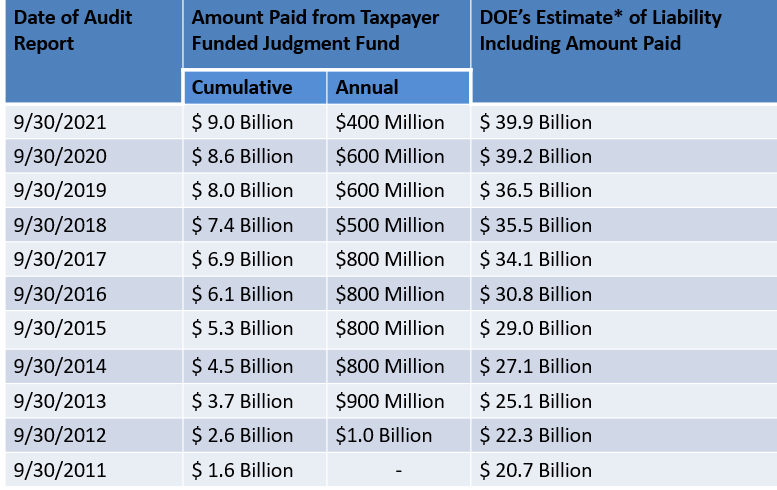 Date of Audit Report
Amount Paid from Taxpayer Funded Judgment Fund
DOE’s Estimate* of Liability Including Amount Paid
Cumulative Annual
9/30/2021 $ 9.0 Billion $400 Million $ 39.9 Billion
9/30/2020 $ 8.6 Billion $600 Million $ 39.2 Billion
9/30/2019 $ 8.0 Billion $600 Million $ 36.5 Billion
9/30/2018 $ 7.4 Billion $500 Million $ 35.5 Billion
9/30/2017 $ 6.9 Billion $800 Million $ 34.1 Billion
9/30/2016 $ 6.1 Billion $800 Million $ 30.8 Billion
9/30/2015 $ 5.3 Billion $800 Million $ 29.0 Billion
9/30/2014 $ 4.5 Billion $800 Million $ 27.1 Billion
9/30/2013 $ 3.7 Billion $900 Million $ 25.1 Billion
9/30/2012 $ 2.6 Billion $1.0 Billion $ 22.3 Billion
9/30/2011 $ 1.6 Billion - $ 20.7 Billion